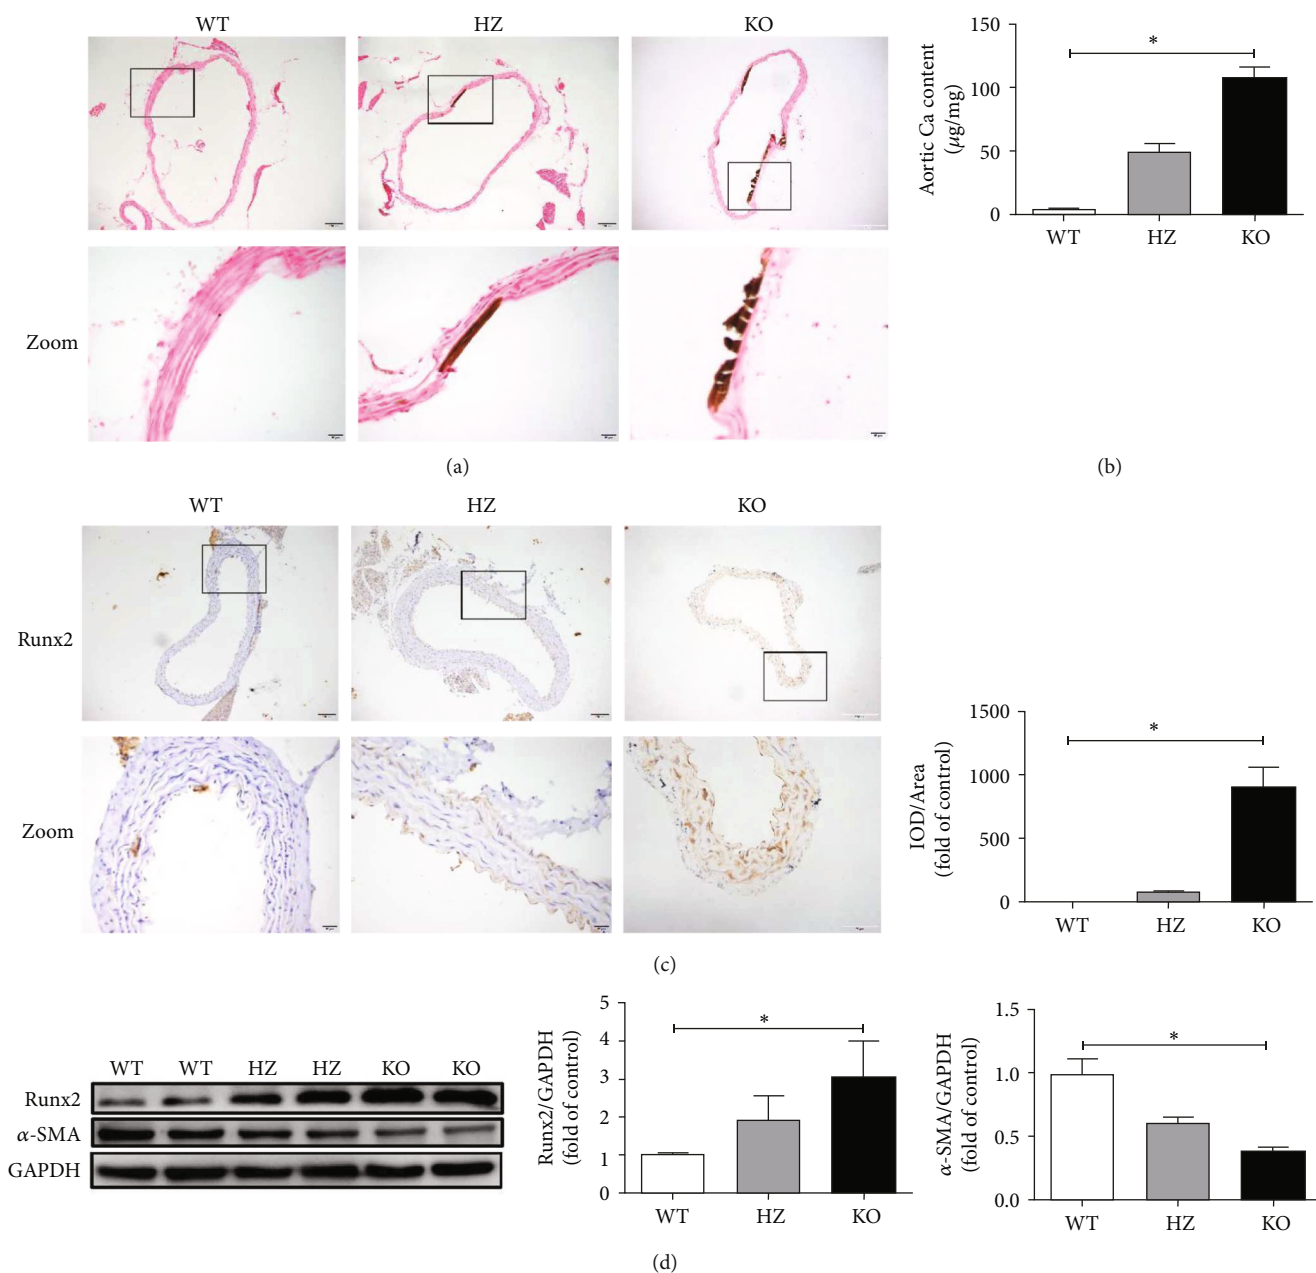 WT HZ KO
Zoom
(a)
150
100
50
0
Aortic Ca content
(μg/mg)
*
WT HZ KO
(b)
WT HZ KO
Runx2
Zoom
1500
1000
500
0
IOD/Area
(fold of control)
*
WT HZ KO
(c)
WT WT HZ HZ KO KO
Runx2
α-SMA
GAPDH
5
4
3
2
1
0
Runx2/GAPDH
(fold of control)
*
WT HZ KO
1.5
1.0
0.5
0.0
α-SMA/GAPDH
(fold of control)
*
WT HZ KO
(d)